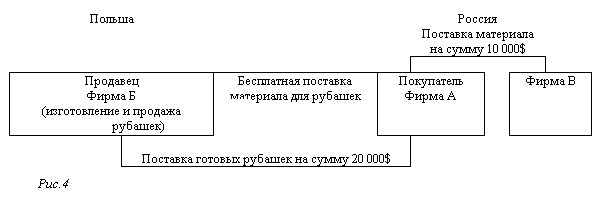 Польша
Россия
Поставка материала
на сумму 10 000$
Продавец
Фирма Б
(изготовление и продажа
рубашек)
Бесплатная поставка
материала для рубашек
Покупатель
Фирма А
Фирма В
Поставка готовых рубашек на сумму 20 000$
Рис.4